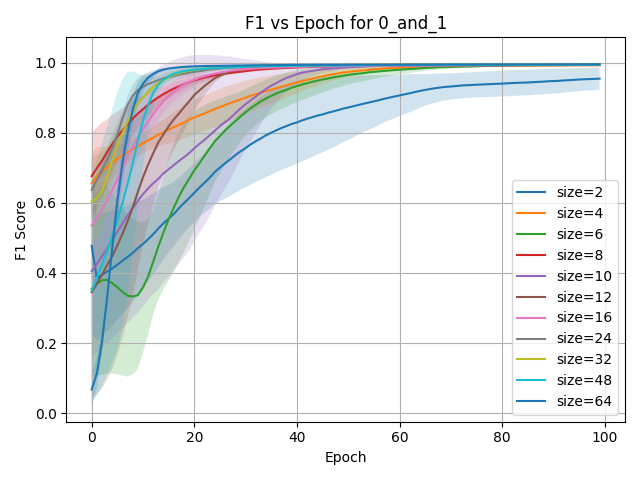 F1 vs Epoch for 0_and_1
F1 Score
1.0
0.8
0.6
0.4
0.2
0.0
0
20
40
60
80
100
Epoch
size=2
size=4
size=6
size=8
size=10
size=12
size=16
size=24
size=32
size=48
size=64